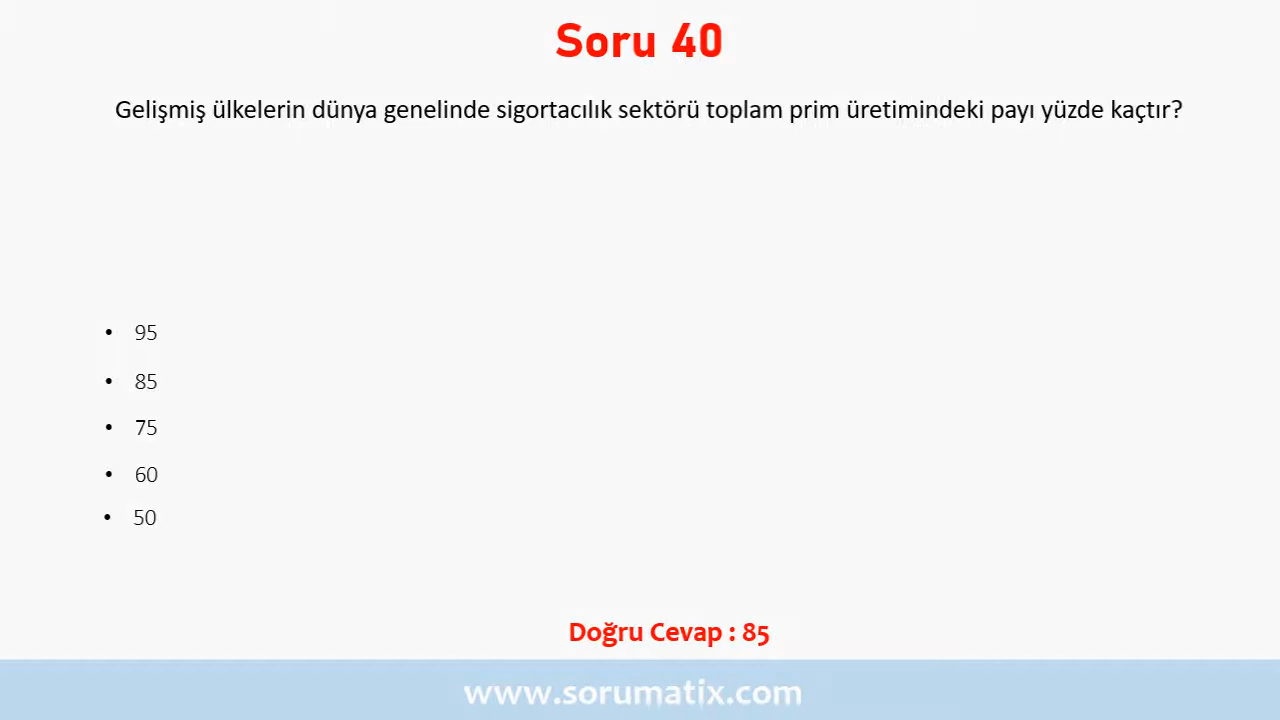 Soru 40
Gelişmiş ülkelerin dünya genelinde sigortacılık sektörü toplam prim üretimindeki payı yüzde kaçtır?
• 95
• 85
• 75
• 60
• 50
Doğru Cevap : 85
www.sorumatix.com